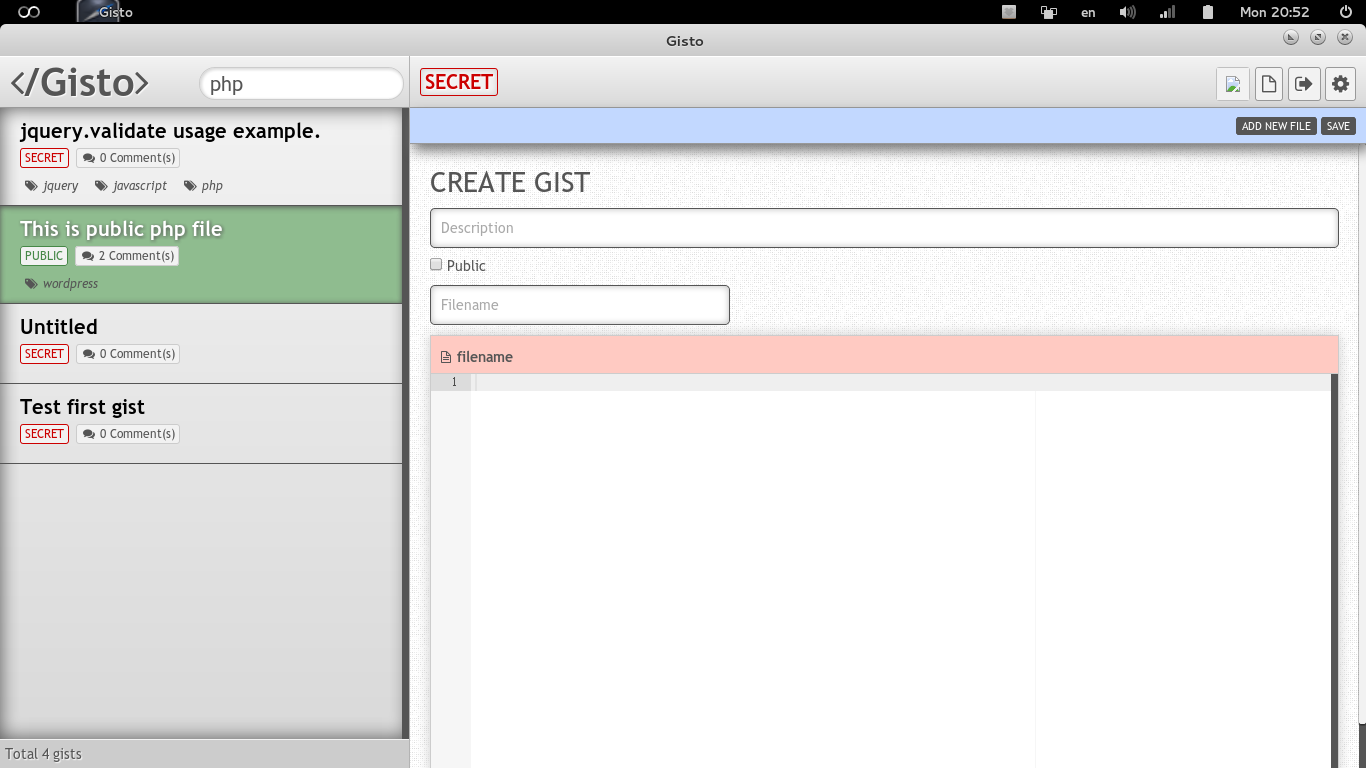 Gisto
en
Mon 20:52
Gisto
</Gisto>
php
SECRET
ADD NEW FILE
SAVE
jquery.validate usage example.
SECRET
0 Comment(s)
jquery
javascript
php
This is public php file
PUBLIC
2 Comment(s)
wordpress
Untitled
SECRET
0 Comment(s)
Test first gist
SECRET
0 Comment(s)
Total 4 gists
CREATE GIST
Description
Public
Filename
filename
1